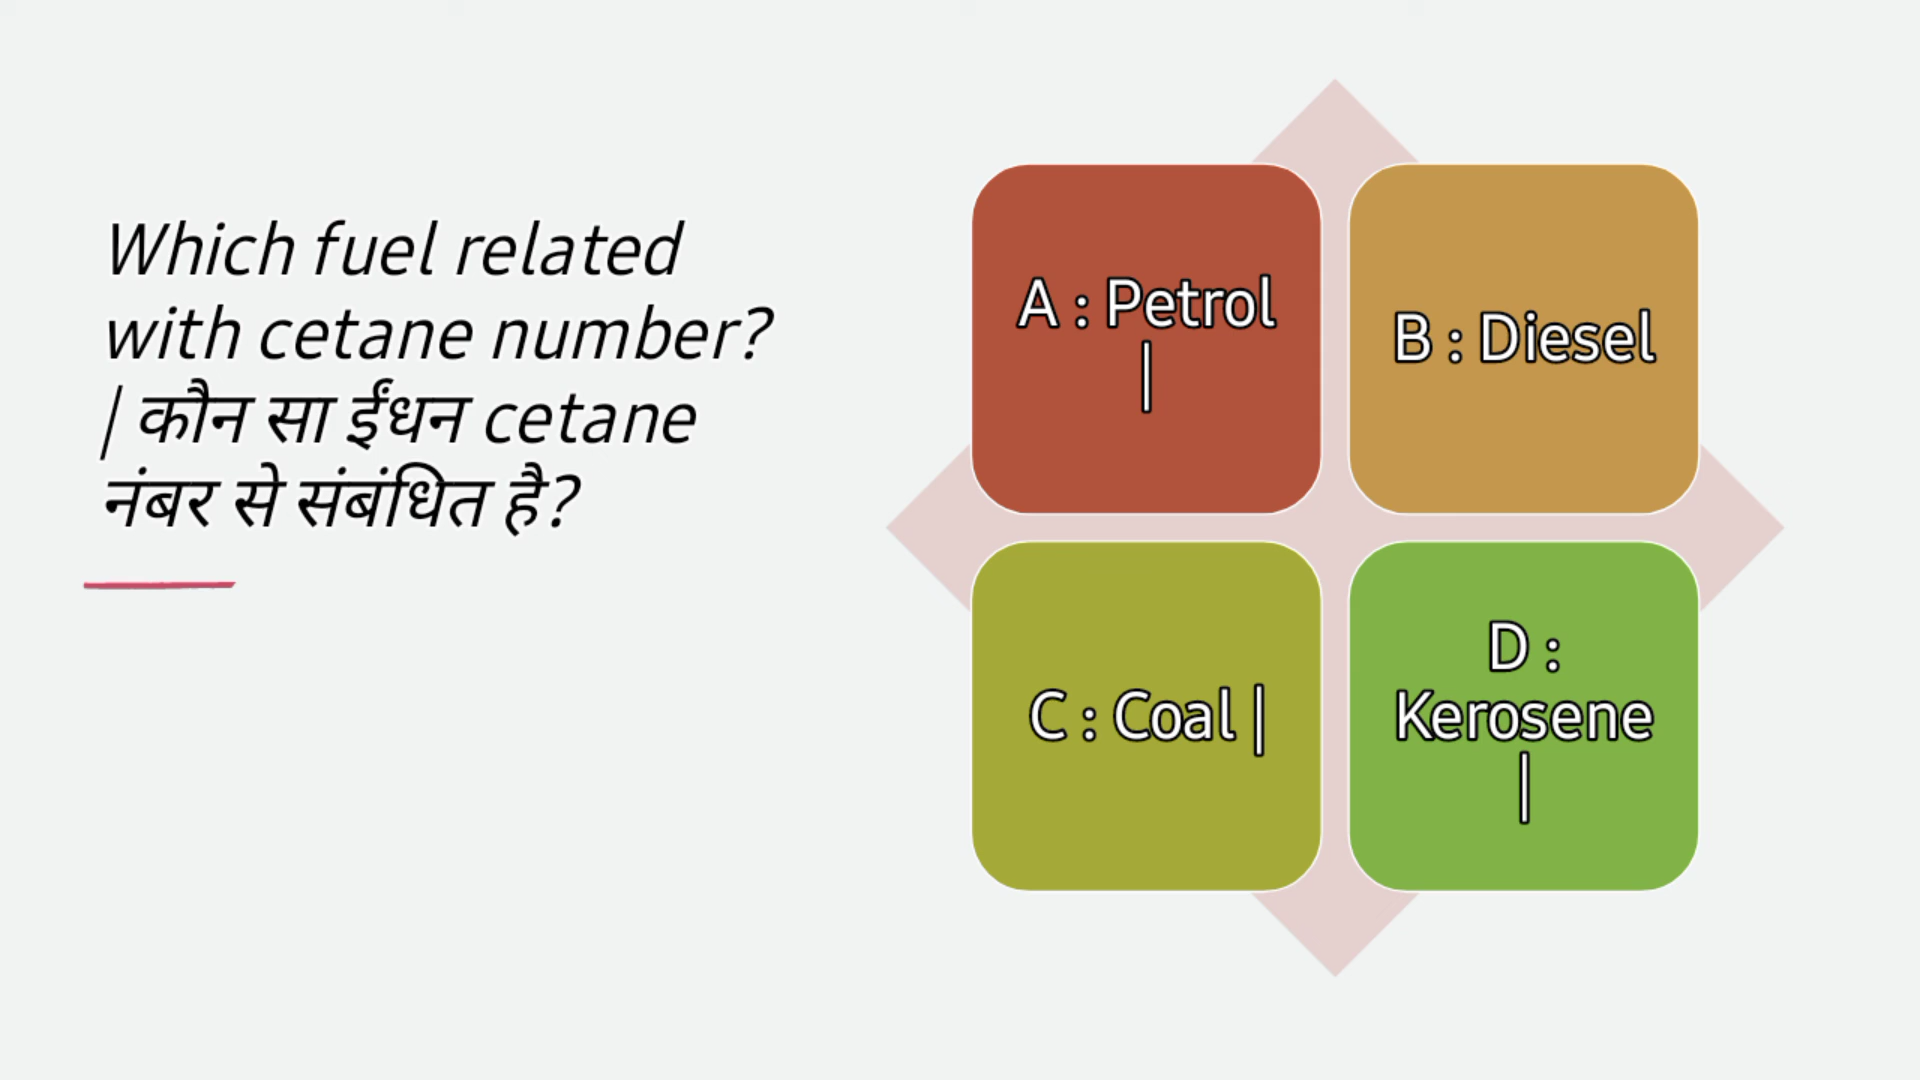 Which fuel related
with cetane number?
| कौन सा ईंधन cetane
नंबर से संबंधित है?
A : Petrol
|
B : Diesel
C : Coal |
D :
Kerosene
|